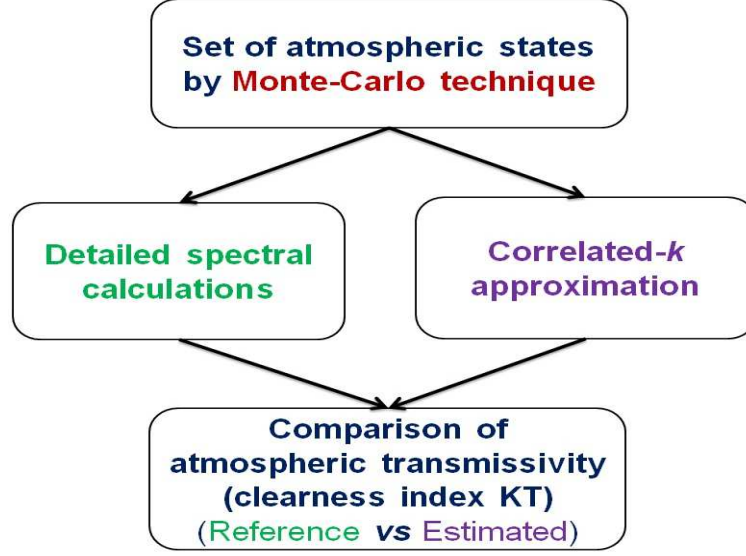 Set of atmospheric states
by Monte-Carlo technique
Detailed spectral
calculations
Correlated-k
approximation
Comparison of
atmospheric transmissivity
(clearness index KT)
(Reference vs Estimated)